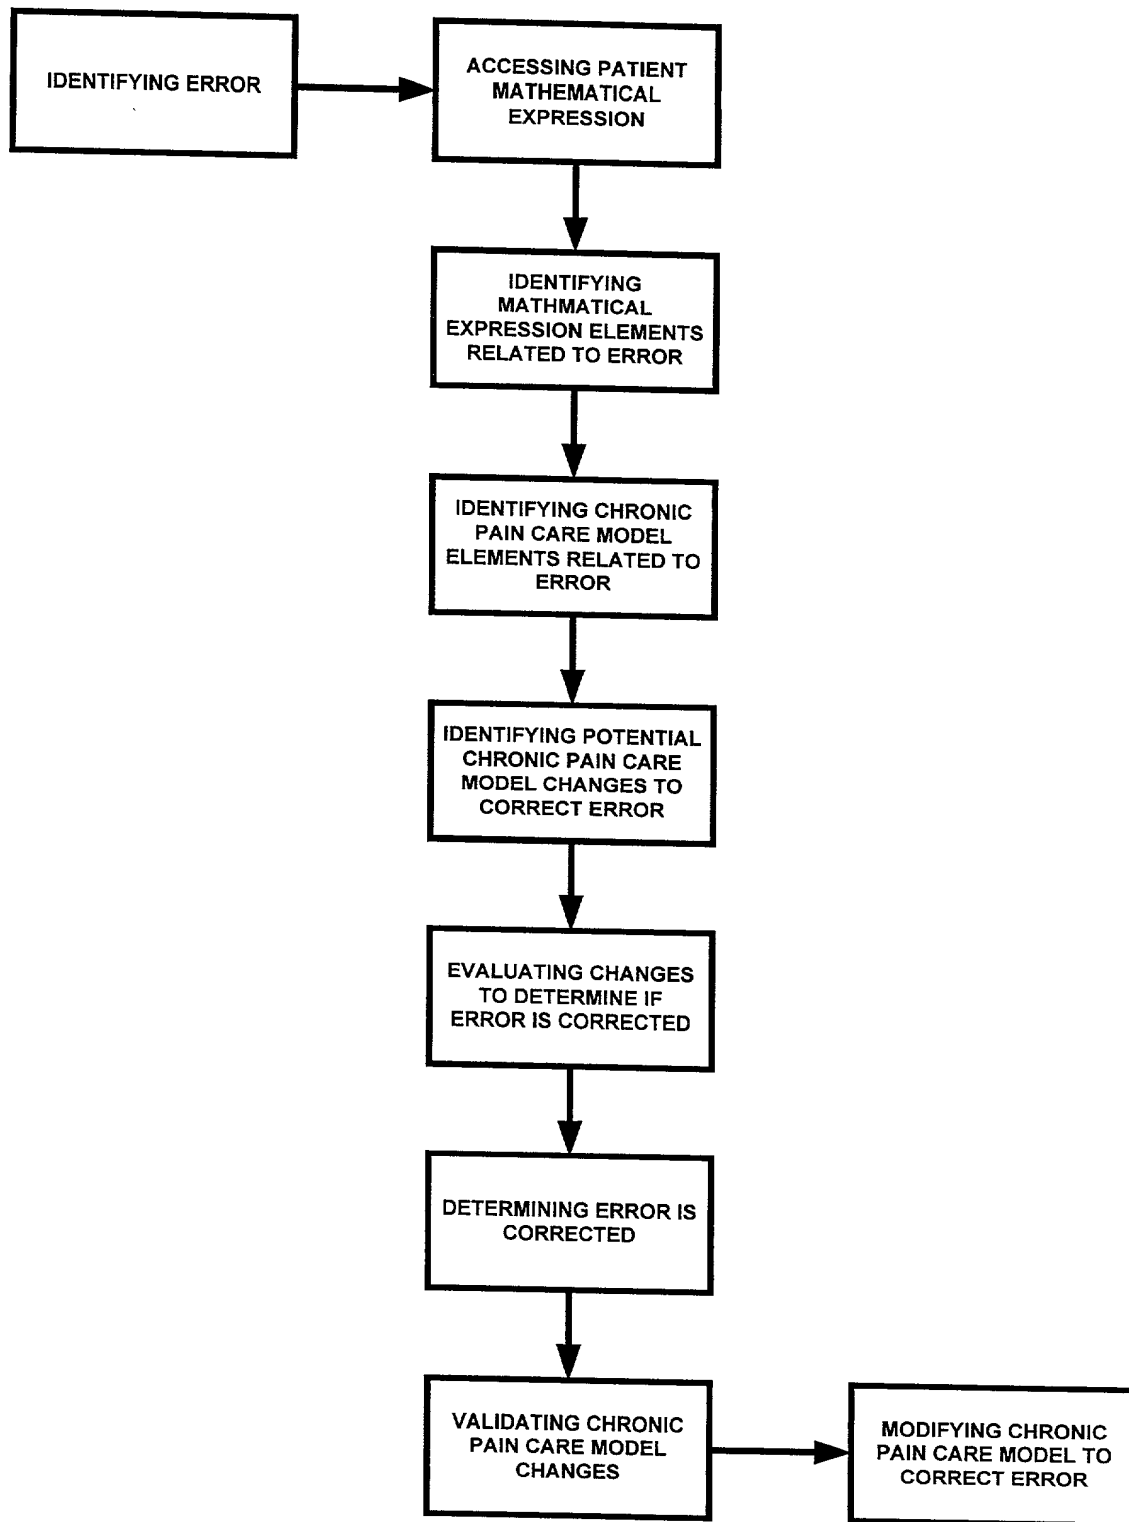 IDENTIFYING ERROR
ACCESSING PATIENT
MATHEMATICAL
EXPRESSION
IDENTIFYING
MATHMATICAL
EXPRESSION ELEMENTS
RELATED TO ERROR
IDENTIFYING CHRONIC
PAIN CARE MODEL
ELEMENTS RELATED TO
ERROR
IDENTIFYING POTENTIAL
CHRONIC PAIN CARE
MODEL CHANGES TO
CORRECT ERROR
EVALUATING CHANGES
TO DETERMINE IF
ERROR IS CORRECTED
DETERMINING ERROR IS
CORRECTED
VALIDATING CHRONIC
PAIN CARE MODEL
CHANGES
MODIFYING CHRONIC
PAIN CARE MODEL TO
CORRECT ERROR